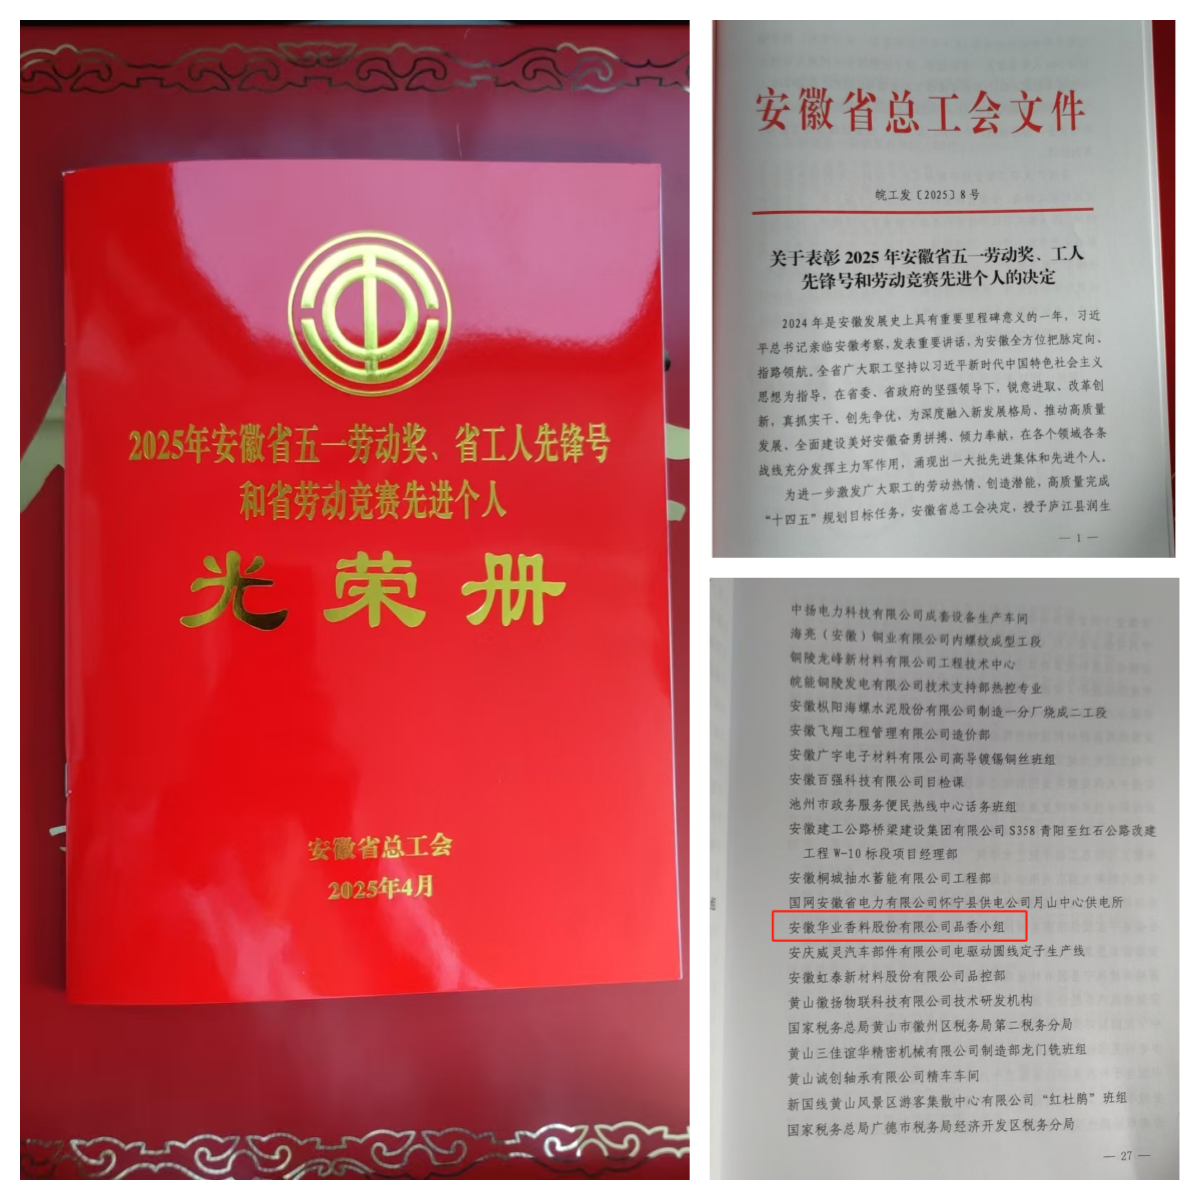 2025年安徽省五一劳动奖、省工人先锋号
和省劳动竞赛先进个人
光荣册
安徽省总工会
2025年4月
安徽省总工会文件
皖工发〔2025〕8号
关于表彰 2025 年安徽省五一劳动奖、工人
先锋号和劳动竞赛先进个人的决定
2024 年是安徽发展史上具有重要里程碑意义的一年，习近
平总书记亲临安徽考察，发表重要讲话，为安徽全方位把脉定向、
指路领航。全省广大职工坚持以习近平新时代中国特色社会主义
思想为指导，在省委、省政府的坚强领导下，锐意进取、改革创
新，真抓实干、创先争优，为深度融入新发展格局、推动高质量
发展、全面建设美好安徽奋勇拼搏、倾力奉献，在各个领域各条
战线充分发挥主力军作用，涌现出一大批先进集体和先进个人。
为进一步激发广大职工的劳动热情、创造潜能，高质量完成
“十四五”规划目标任务，安徽省总工会决定，授予庐江县润生
— 1 —
中扬电力科技有限公司成套设备生产车间
海亮（安徽）铜业有限公司内螺纹成型工段
铜陵龙峰新材料有限公司工程技术中心
皖能铜陵发电有限公司技术支持部热控专业
安徽枞阳海螺水泥股份有限公司制造一分厂烧成二工段
安徽飞翔工程管理有限公司造价部
安徽广宇电子材料有限公司高导镀锡铜丝班组
安徽百强科技有限公司目检课
池州市政务服务便民热线中心话务班组
安徽建工公路桥梁建设集团有限公司 S358 青阳至红石公路改建
工程 W-10 标段项目经理部
安徽桐城抽水蓄能有限公司工程部
国网安徽省电力有限公司怀宁县供电公司月山中心供电所
安徽华业香料股份有限公司品香小组
安庆威灵汽车部件有限公司电驱动圆线定子生产线
安徽虹泰新材料股份有限公司品控部
黄山徽扬物联科技有限公司技术研发机构
国家税务总局黄山市徽州区税务局第二税务分局
黄山三佳谊华精密机械有限公司制造部龙门铣班组
黄山诚创轴承有限公司精车车间
新国线黄山风景区游客集散中心有限公司“红杜鹃”班组
国家税务总局广德市税务局经济开发区税务分局
— 27 —